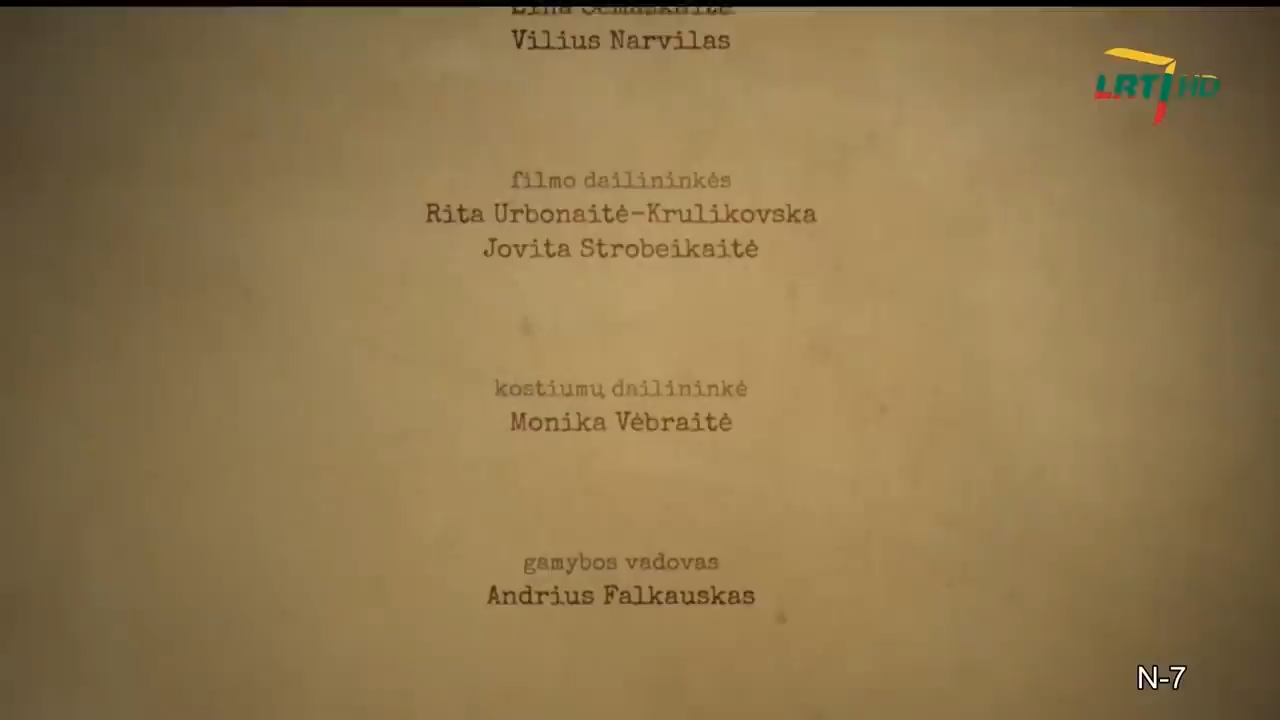 Vilius Narvilas
LRT HD
filmo dailininkės
Rita Urbonaitė-Krulikovska
Jovita Strobeikaitė
kostiumų dailininkė
Monika Vėbraitė
gamybos vadovas
Andrius Falkauskas
N-7